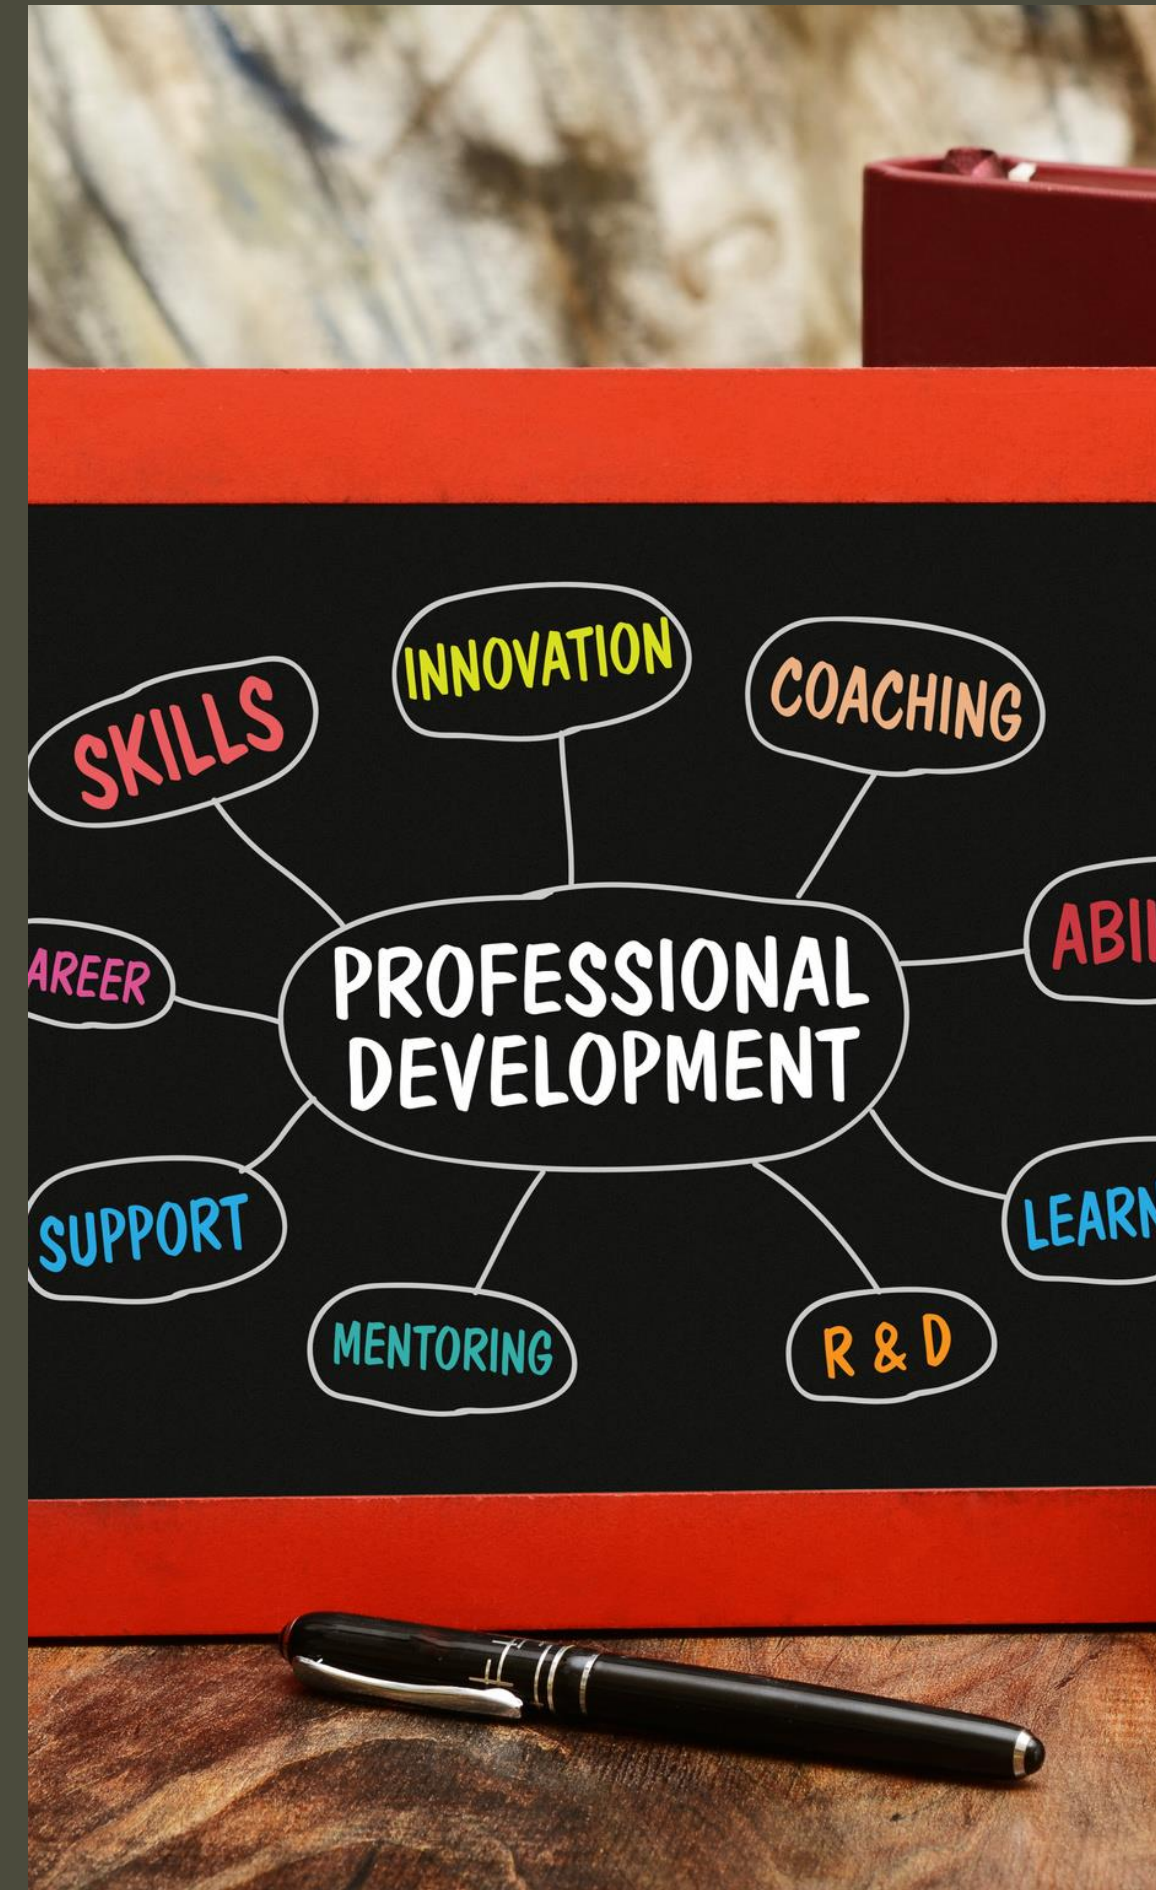 INNOVATION
COACHING
SKILLS
ABI
AREER
PROFESSIONAL
DEVELOPMENT
SUPPORT
LEARN
MENTORING
R & D